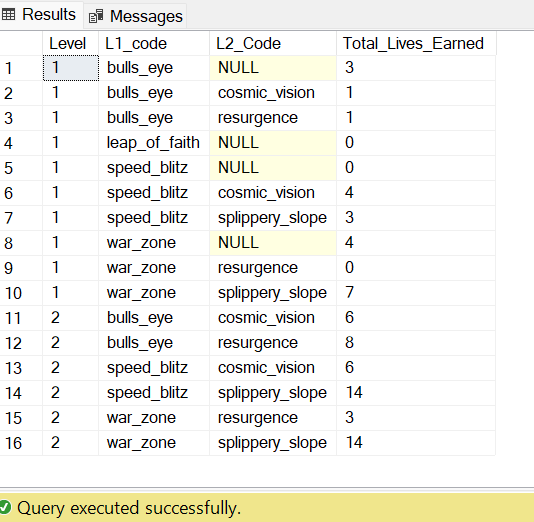 Results Messages
Level L1_code L2_Code Total_Lives_Earned
1 1 bulls_eye NULL 3
2 1 bulls_eye cosmic_vision 1
3 1 bulls_eye resurgence 1
4 1 leap_of_faith NULL 0
5 1 speed_blitz NULL 0
6 1 speed_blitz cosmic_vision 4
7 1 speed_blitz splippery_slope 3
8 1 war_zone NULL 4
9 1 war_zone resurgence 0
10 1 war_zone splippery_slope 7
11 2 bulls_eye cosmic_vision 6
12 2 bulls_eye resurgence 8
13 2 speed_blitz cosmic_vision 6
14 2 speed_blitz splippery_slope 14
15 2 war_zone resurgence 3
16 2 war_zone splippery_slope 14
Query executed successfully.